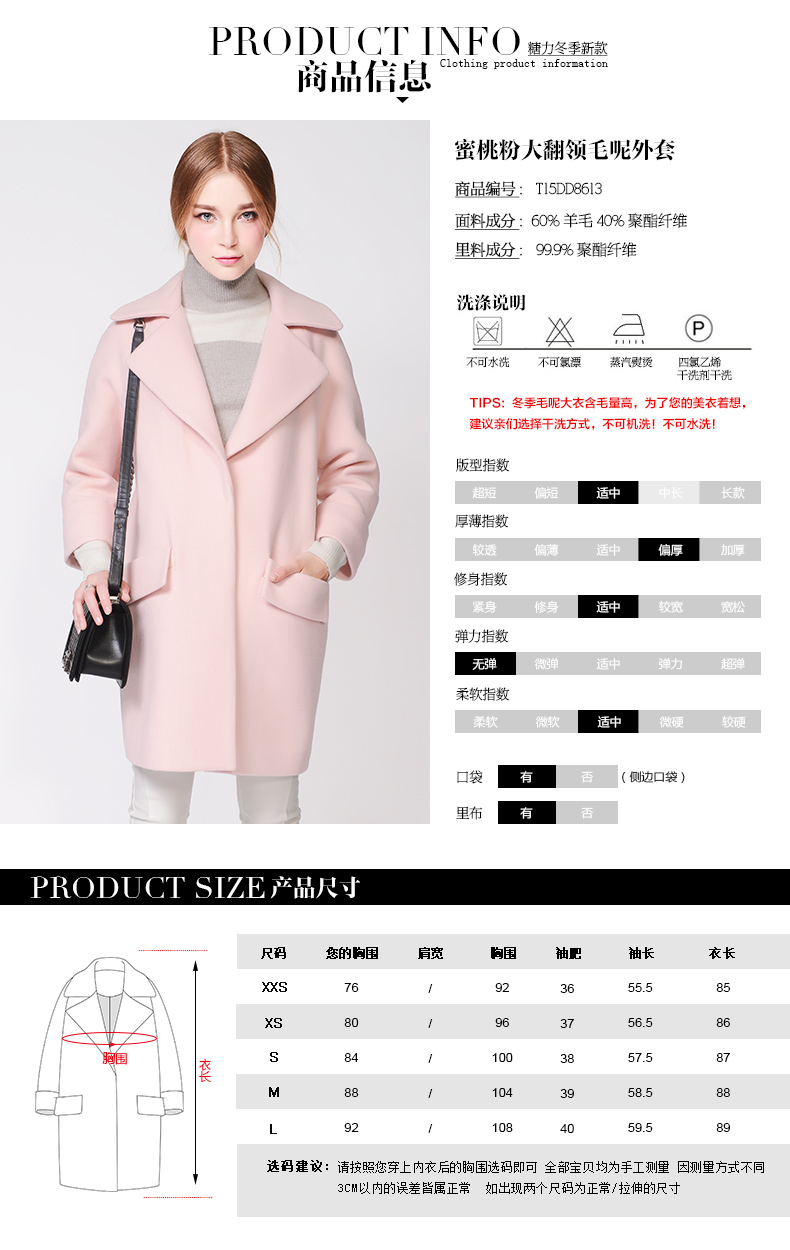 PRODUCT INFO 糖力冬季新款
商品信息 Clothing product information
蜜桃粉大翻领毛呢外套
商品编号： T15DD8613
面料成分：60% 羊毛 40% 聚酯纤维
里料成分： 99.9% 聚酯纤维
洗涤说明
P
不可水洗 不可氯漂 蒸汽熨烫 四氯乙烯
干洗剂干洗
TIPS: 冬季毛呢大衣含毛量高，为了您的美衣着想，
建议亲们选择干洗方式，不可机洗！不可水洗！
版型指数
超短 偏短 适中 中长 长款
厚薄指数
较透 偏薄 适中 偏厚 加厚
修身指数
紧身 修身 适中 较宽 宽松
弹力指数
无弹 微弹 适中 弹力 超弹
柔软指数
柔软 微软 适中 微硬 较硬
口袋 有 否 （侧边口袋）
里布 有 否
PRODUCT SIZE 产品尺寸
胸围
衣长
尺码 您的胸围 肩宽 胸围 袖肥 袖长 衣长
XXS 76 / 92 36 55.5 85
XS 80 / 96 37 56.5 86
S 84 / 100 38 57.5 87
M 88 / 104 39 58.5 88
L 92 / 108 40 59.5 89
选码建议：请按照您穿上内衣后的胸围选码即可 全部宝贝均为手工测量 因测量方式不同
3CM以内的误差皆属正常 如出现两个尺码为正常/拉伸的尺寸